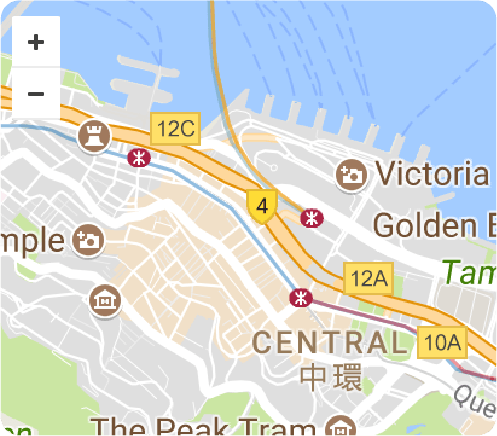 +
−
12C
Victoria
4
Golden
mple
Tam
12A
10A
CENTRAL
中環
Que
The Peak Tram